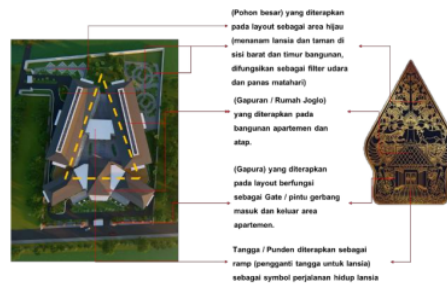 (Pohon besar) yang diterapkan
pada layout sebagai area hijau
(menanam lansia dan taman di
sisi barat dan timur bangunan,
difungsikan sebagai filter udara
dan panas matahari)
(Gapuran / Rumah Joglo)
yang diterapkan pada
bangunan apartemen dan
atap.
(Gapura) yang diterapkan
pada layout berfungsi
sebagai Gate / pintu gerbang
masuk dan keluar area
apartemen.
Tangga / Punden diterapkan sebagai
ramp (pengganti tangga untuk lansia)
sebagai symbol perjalanan hidup lansia